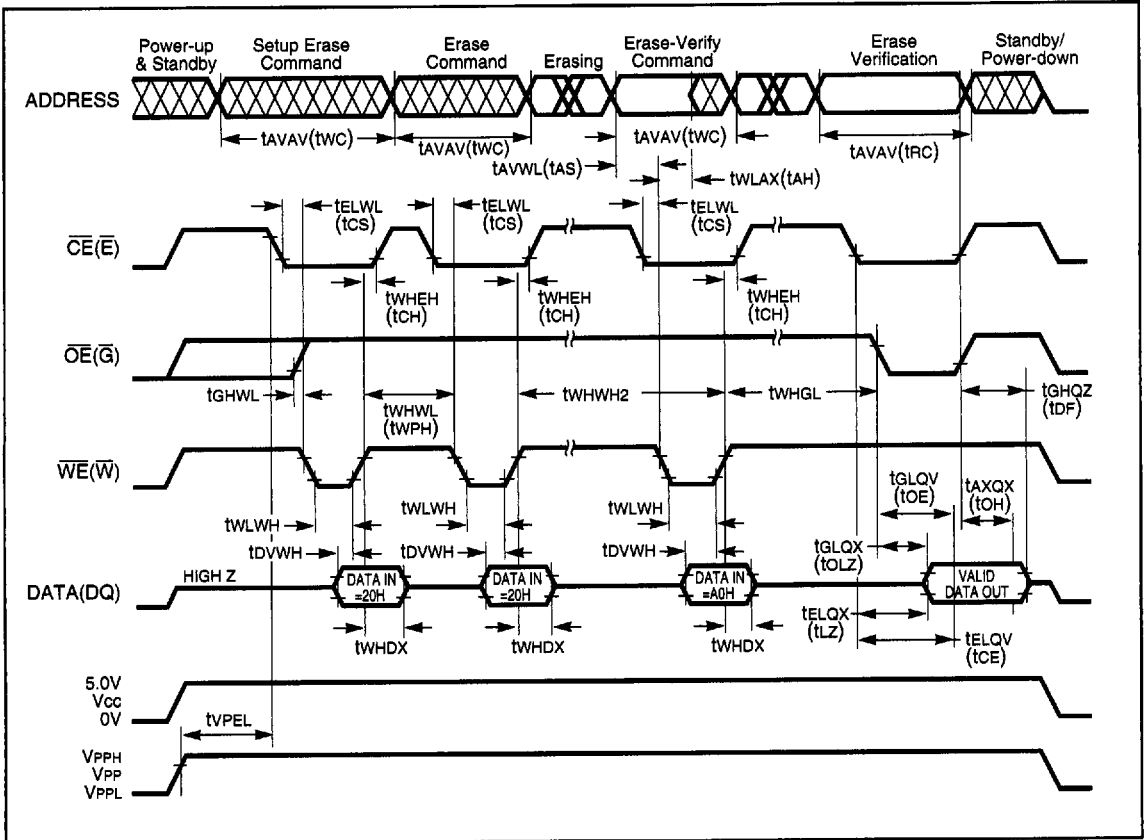 Power-up
& Standby
Setup Erase
Command
Erase
Command
Erasing
Erase-Verify
Command
Erase
Verification
Standby/
Power-down
ADDRESS
tAVAV(tWC)
tAVAV(tWC)
tAVAV(tWC)
tAVAV(tRC)
tAVWL(tAS)
tWLAX(tAH)
tELWL
(tCS)
tELWL
(tCS)
tELWL
(tCS)
CE(E)
tWHEH
(tCH)
tWHEH
(tCH)
tWHEH
(tCH)
OE(G)
tGHWL
tWHWL
(tWPH)
tWHWH2
tWHGL
tGHQZ
(tDF)
WE(W)
tWLWH
tWLWH
tWLWH
tGLQV
(tOE)
tAXQX
(tOH)
tDVWH
tDVWH
tDVWH
tGLQX
(tOLZ)
DATA(DQ)
HIGH Z
DATA IN
=20H
DATA IN
=20H
DATA IN
=A0H
VALID
DATA OUT
tWHDX
tWHDX
tWHDX
tELQX
(tLZ)
tELQV
(tCE)
5.0V
Vcc
0V
tVPEL
VPPH
VPP
VPPL